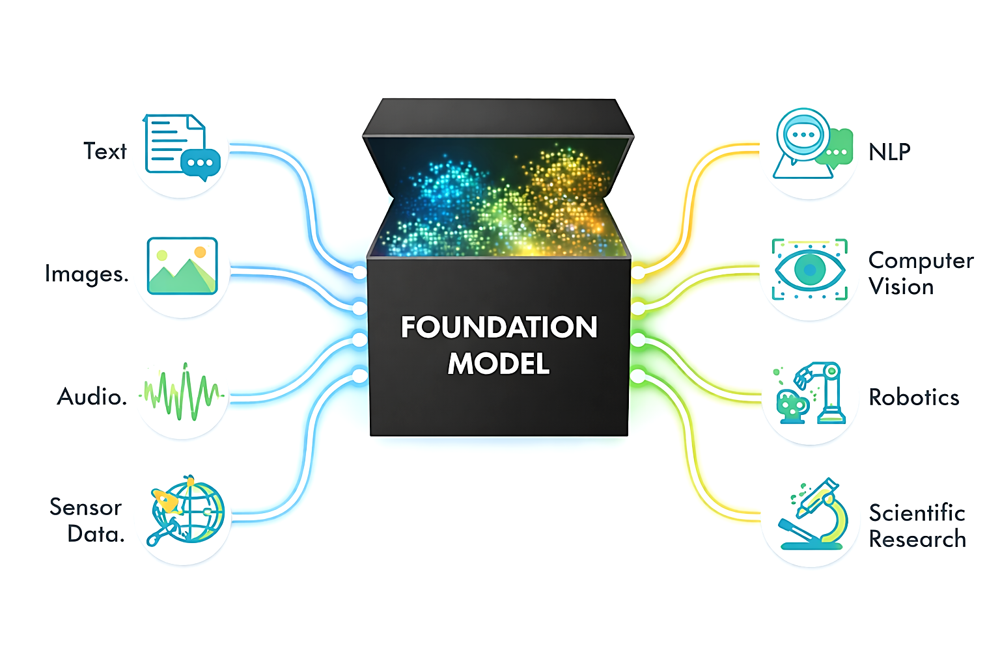 Text
Images.
Audio.
Sensor
Data.
FOUNDATION
MODEL
NLP
Computer
Vision
Robotics
Scientific
Research